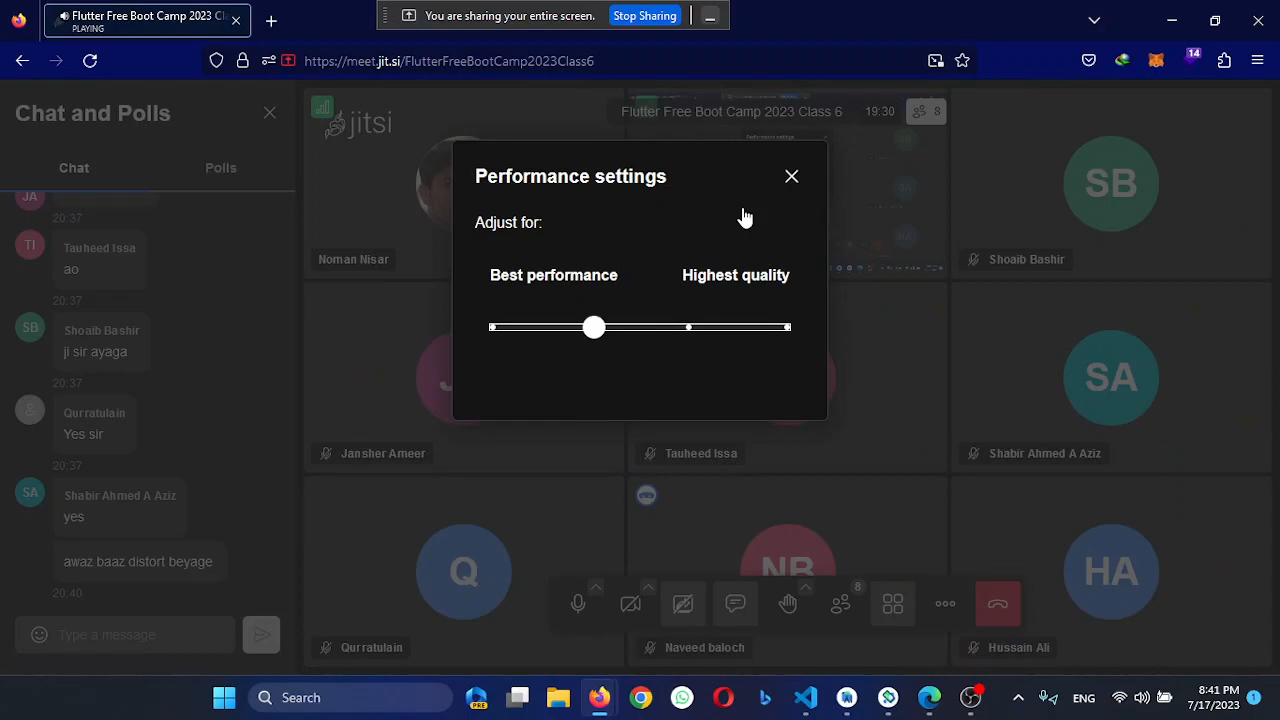 Flutter Free Boot Camp 2023 Cl
PLAYING
You are sharing your entire screen.
Stop Sharing
https://meet.jit.si/FlutterFreeBootCamp2023Class6
14
Chat and Polls
Chat
Polls
JA
20:37
TI
Tauheed Issa
ao
20:37
SB
Shoaib Bashir
ji sir ayaga
20:37
Qurratulain
Yes sir
20:37
SA
Shabir Ahmed A Aziz
yes
awaz baaz distort beyage
20:40
Type a message
jitsi
Flutter Free Boot Camp 2023 Class 6
19:30
8
Performance settings
Adjust for:
Best performance
Highest quality
Noman Nisar
SB
Shoaib Bashir
Jansher Ameer
Tauheed Issa
SA
Shabir Ahmed A Aziz
Q
Qurratulain
NB
Naveed baloch
HA
Hussain Ali
8
Search
PRE
ENG
8:41 PM
7/17/2023
1